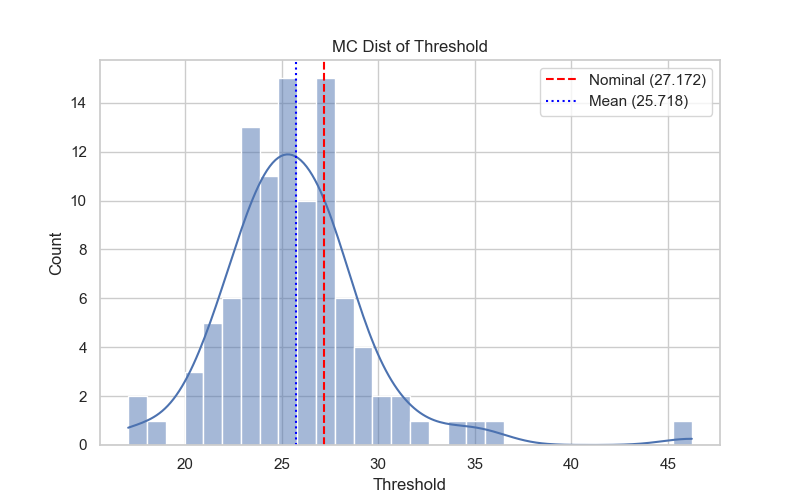 MC Dist of Threshold
Nominal (27.172)
Mean (25.718)
Count
14
12
10
8
6
4
2
0
20 25 30 35 40 45
Threshold